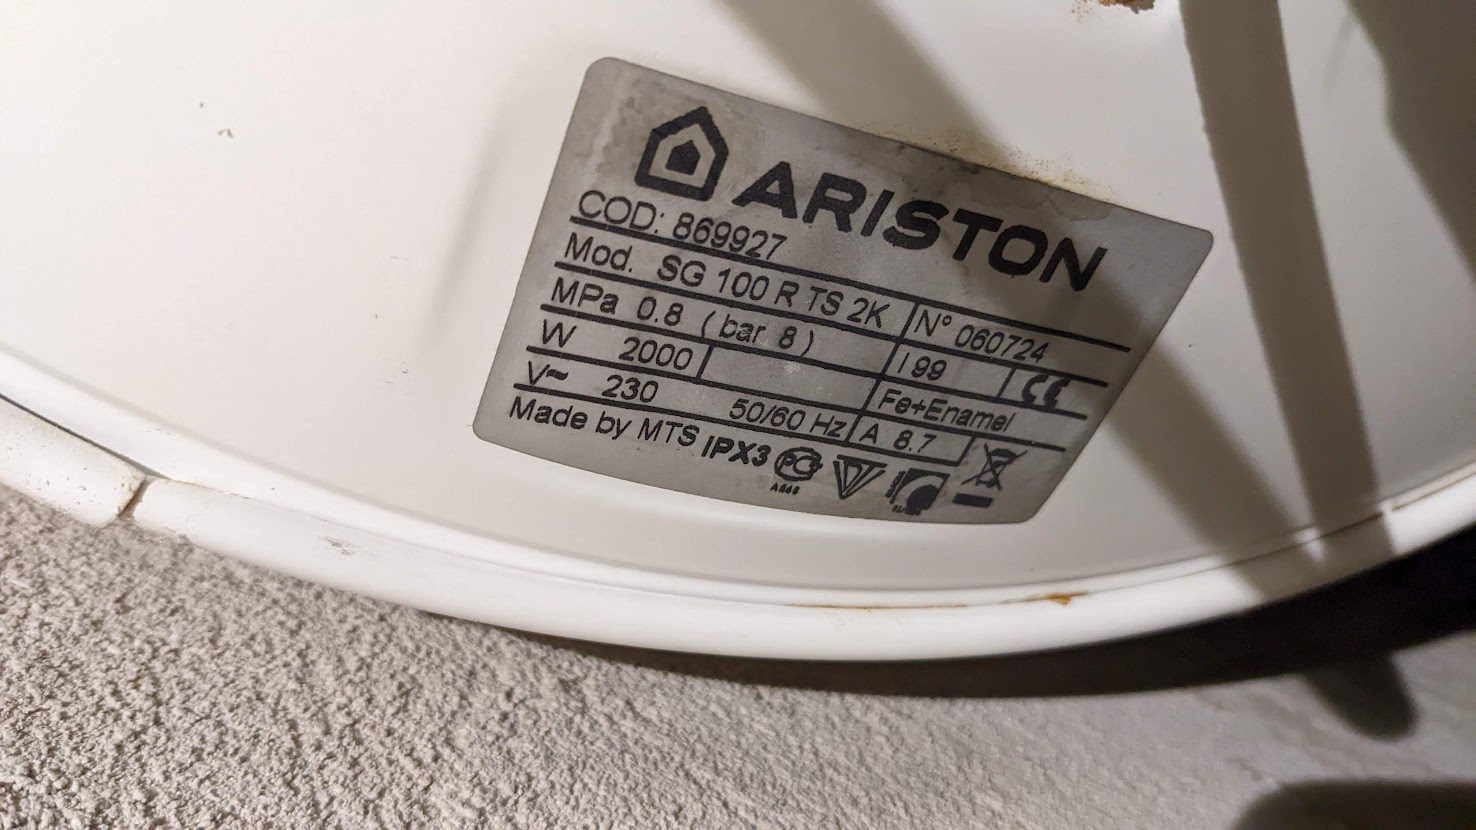 ARISTON
COD: 869927
Mod. SG 100 R TS 2K N° 060724
MPa 0.8 (bar 8) I 99 CE
W 2000 Fe+Enamel
V~ 230 50/60 Hz A 8.7
Made by MTS IPX3